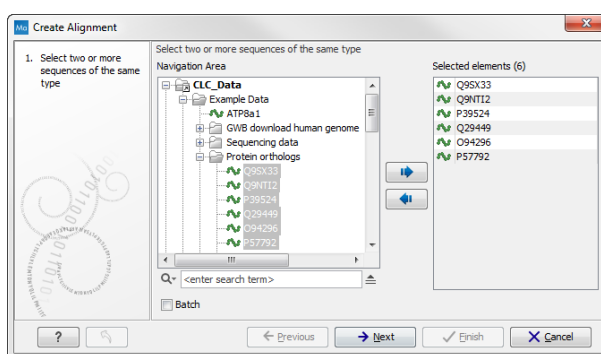 Create Alignment
1. Select two or more
sequences of the same
type
Select two or more sequences of the same type
Navigation Area
CLC_Data
Example Data
ATP8a1
GWB download human genome
Sequencing data
Protein orthologs
Q9SX33
Q9NTI2
P39524
Q29449
O94296
P57792
<enter search term>
Batch
Selected elements (6)
Q9SX33
Q9NTI2
P39524
Q29449
O94296
P57792
?
Previous
Next
Finish
Cancel